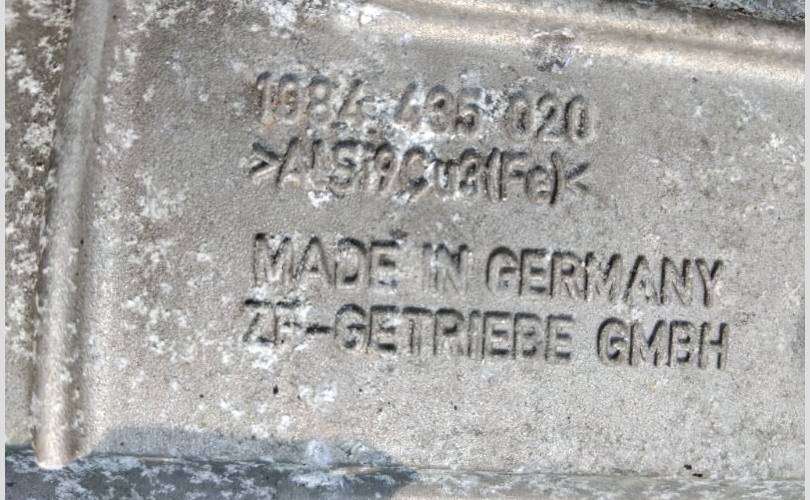 1084 435 020
>ALSi9Cu3(Fe)<
MADE IN GERMANY
ZF-GETRIEBE GMBH